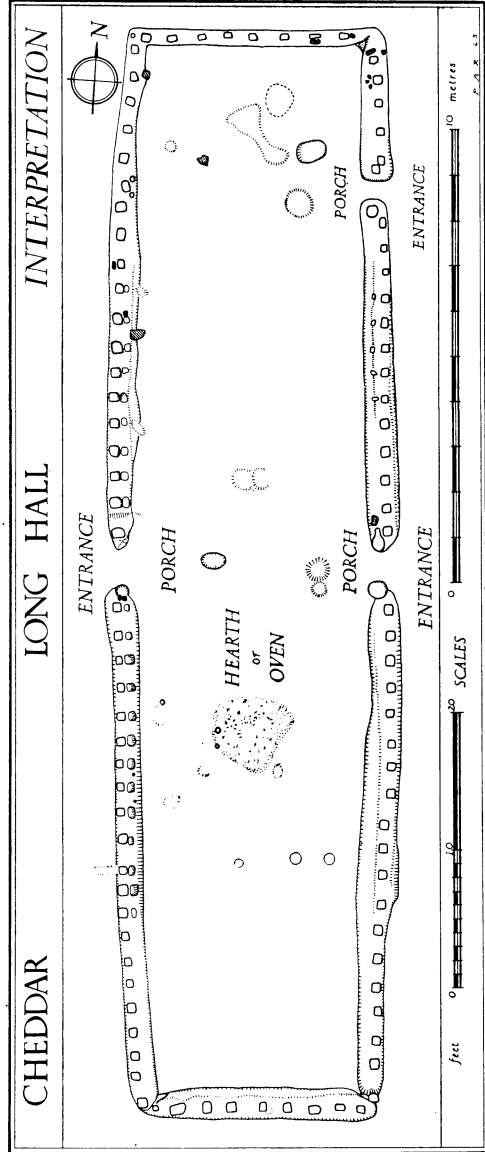 CHEDDAR LONG HALL INTERPRETATION
N
ENTRANCE
PORCH
HEARTH
or
OVEN
PORCH
ENTRANCE
PORCH
ENTRANCE
feet 0 10 20 SCALES 0 10 metres
P.A.R. 63